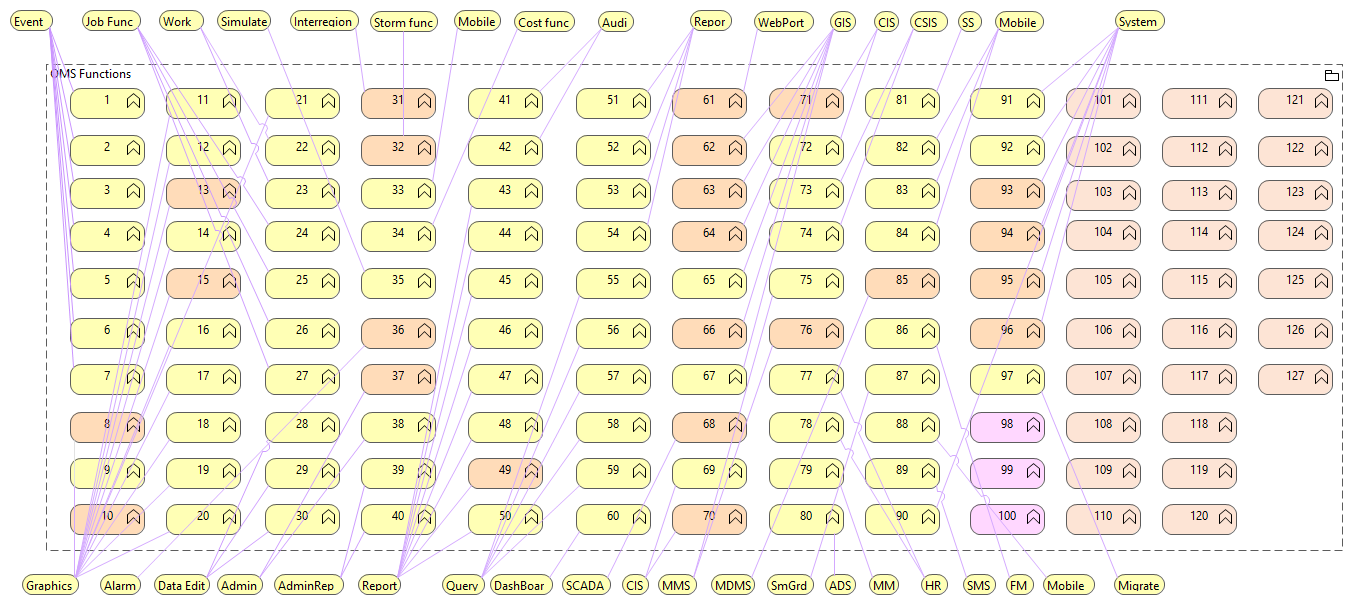 Event Job Func Work Simulate Interregion Storm func Mobile Cost func Audi Repor WebPort GIS CIS CSIS SS Mobile System
OMS Functions
1 11 21 31 41 51 61 71 81 91 101 111 121
2 12 22 32 42 52 62 72 82 92 102 112 122
3 13 23 33 43 53 63 73 83 93 103 113 123
4 14 24 34 44 54 64 74 84 94 104 114 124
5 15 25 35 45 55 65 75 85 95 105 115 125
6 16 26 36 46 56 66 76 86 96 106 116 126
7 17 27 37 47 57 67 77 87 97 107 117 127
8 18 28 38 48 58 68 78 88 98 108 118
9 19 29 39 49 59 69 79 89 99 109 119
10 20 30 40 50 60 70 80 90 100 110 120
Graphics Alarm Data Edit Admin AdminRep Report Query DashBoar SCADA CIS MMS MDMS SmGrd ADS MM HR SMS FM Mobile Migrate